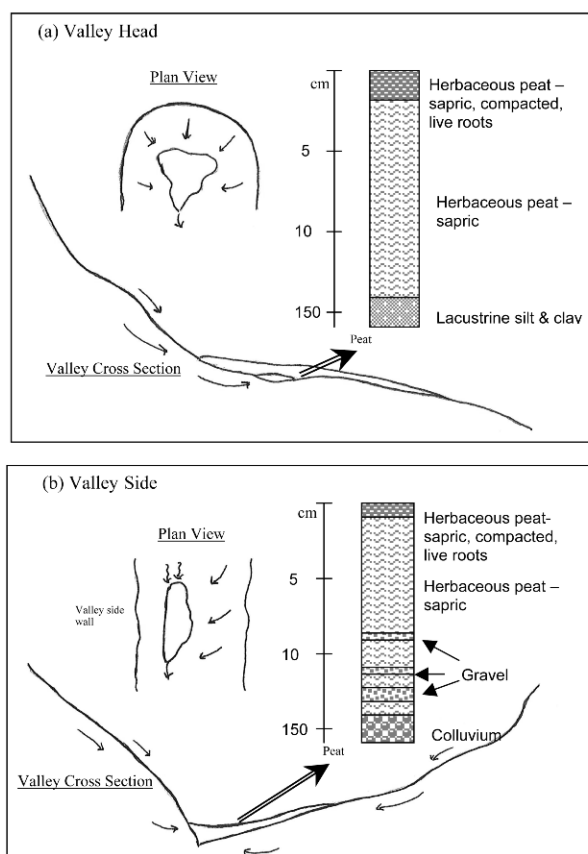 (a) Valley Head
Plan View
cm
5
10
150
Herbaceous peat –
sapric, compacted,
live roots
Herbaceous peat –
sapric
Lacustrine silt & clay
Peat
Valley Cross Section
(b) Valley Side
Plan View
Valley side
wall
cm
5
10
150
Herbaceous peat-
sapric, compacted,
live roots
Herbaceous peat –
sapric
Gravel
Colluvium
Peat
Valley Cross Section